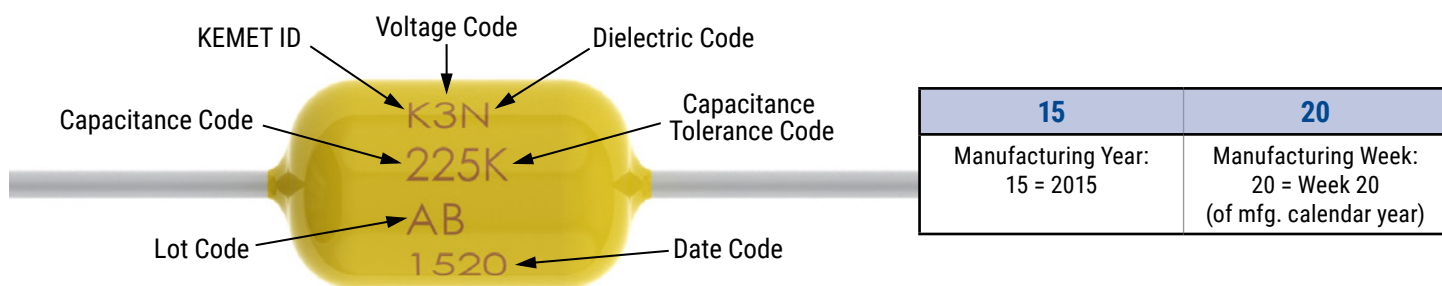 Voltage Code
KEMET ID
Dielectric Code
K3N
Capacitance Code
Capacitance
Tolerance Code
225K
Lot Code
AB
1520
Date Code
15 20
Manufacturing Year:
15 = 2015
Manufacturing Week:
20 = Week 20
(of mfg. calendar year)